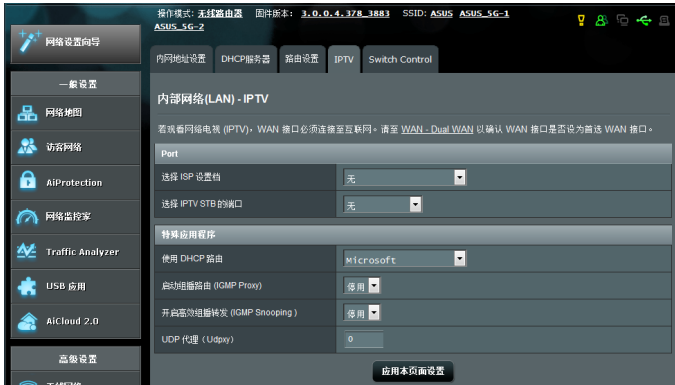 操作模式: 无线路由器 固件版本: 3.0.0.4.378_3883 SSID: ASUS ASUS_5G-1
ASUS_5G-2
网络设置向导
一般设置
网络地图
访客网络
AiProtection
网络监控家
Traffic Analyzer
USB 应用
AiCloud 2.0
高级设置
内网地址设置 DHCP服务器 路由设置 IPTV Switch Control
内部网络(LAN) - IPTV
若观看网络电视 (IPTV)，WAN 接口必须连接至互联网。请至 WAN - Dual WAN 以确认 WAN 接口是否设为首选 WAN 接口。
Port
选择 ISP 设置档 无
选择 IPTV STB 的端口 无
特殊应用程序
使用 DHCP 路由 Microsoft
启动组播路由 (IGMP Proxy) 停用
开启高效组播转发 (IGMP Snooping ) 停用
UDP 代理（Udpxy) 0
应用本页面设置